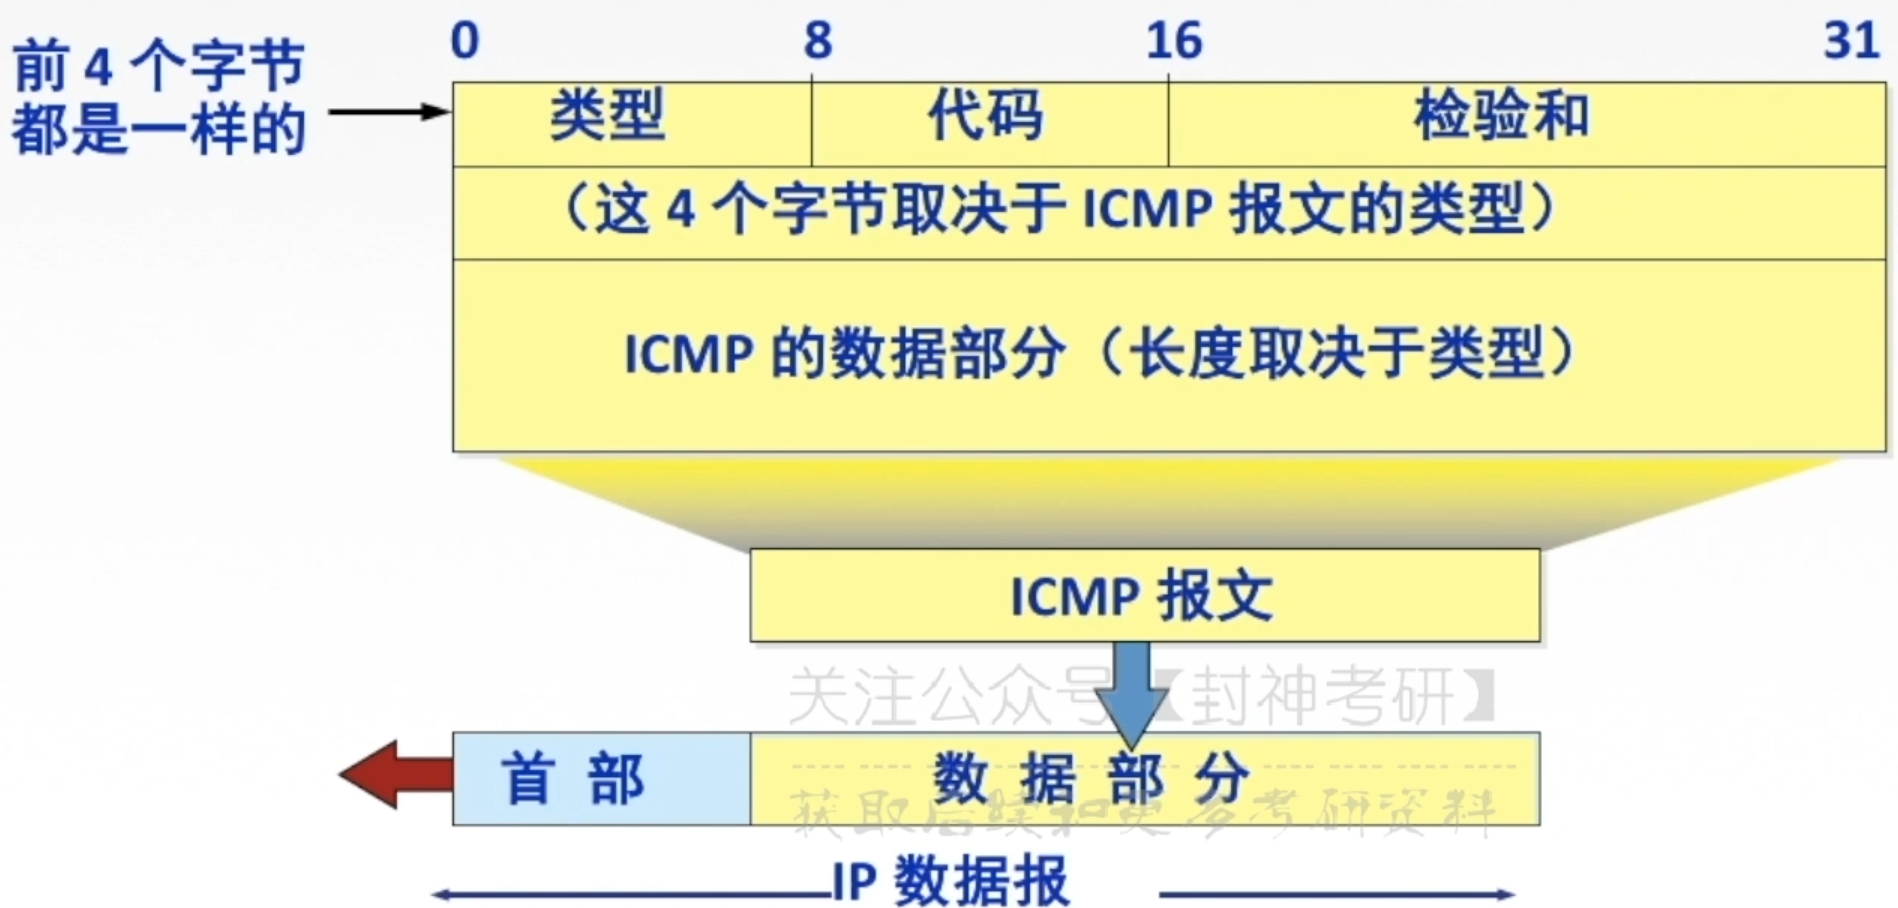 0 8 16 31
前 4 个字节
都是一样的
类型 代码 检验和
（这 4 个字节取决于 ICMP 报文的类型）
ICMP 的数据部分（长度取决于类型）
ICMP 报文
关注公众号【封神考研】
首 部 数 据 部 分
获取后续和更多考研资料
IP 数据报